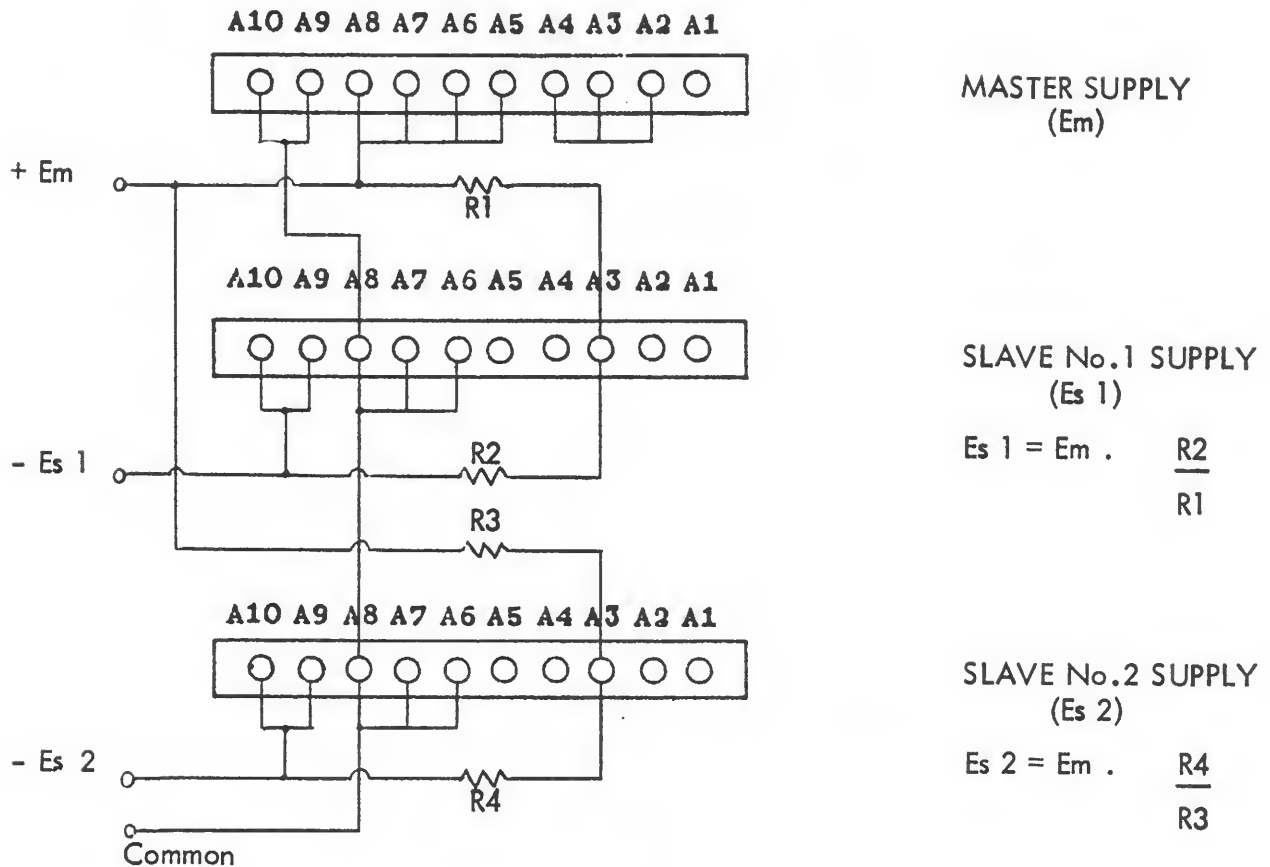 A10 A9 A8 A7 A6 A5 A4 A3 A2 A1
MASTER SUPPLY
(Em)
+ Em
R1
A10 A9 A8 A7 A6 A5 A4 A3 A2 A1
SLAVE No.1 SUPPLY
(Es 1)
Es 1 = Em . R2
R1
- Es 1
R2
R3
A10 A9 A8 A7 A6 A5 A4 A3 A2 A1
SLAVE No.2 SUPPLY
(Es 2)
- Es 2
Es 2 = Em . R4
R3
R4
Common